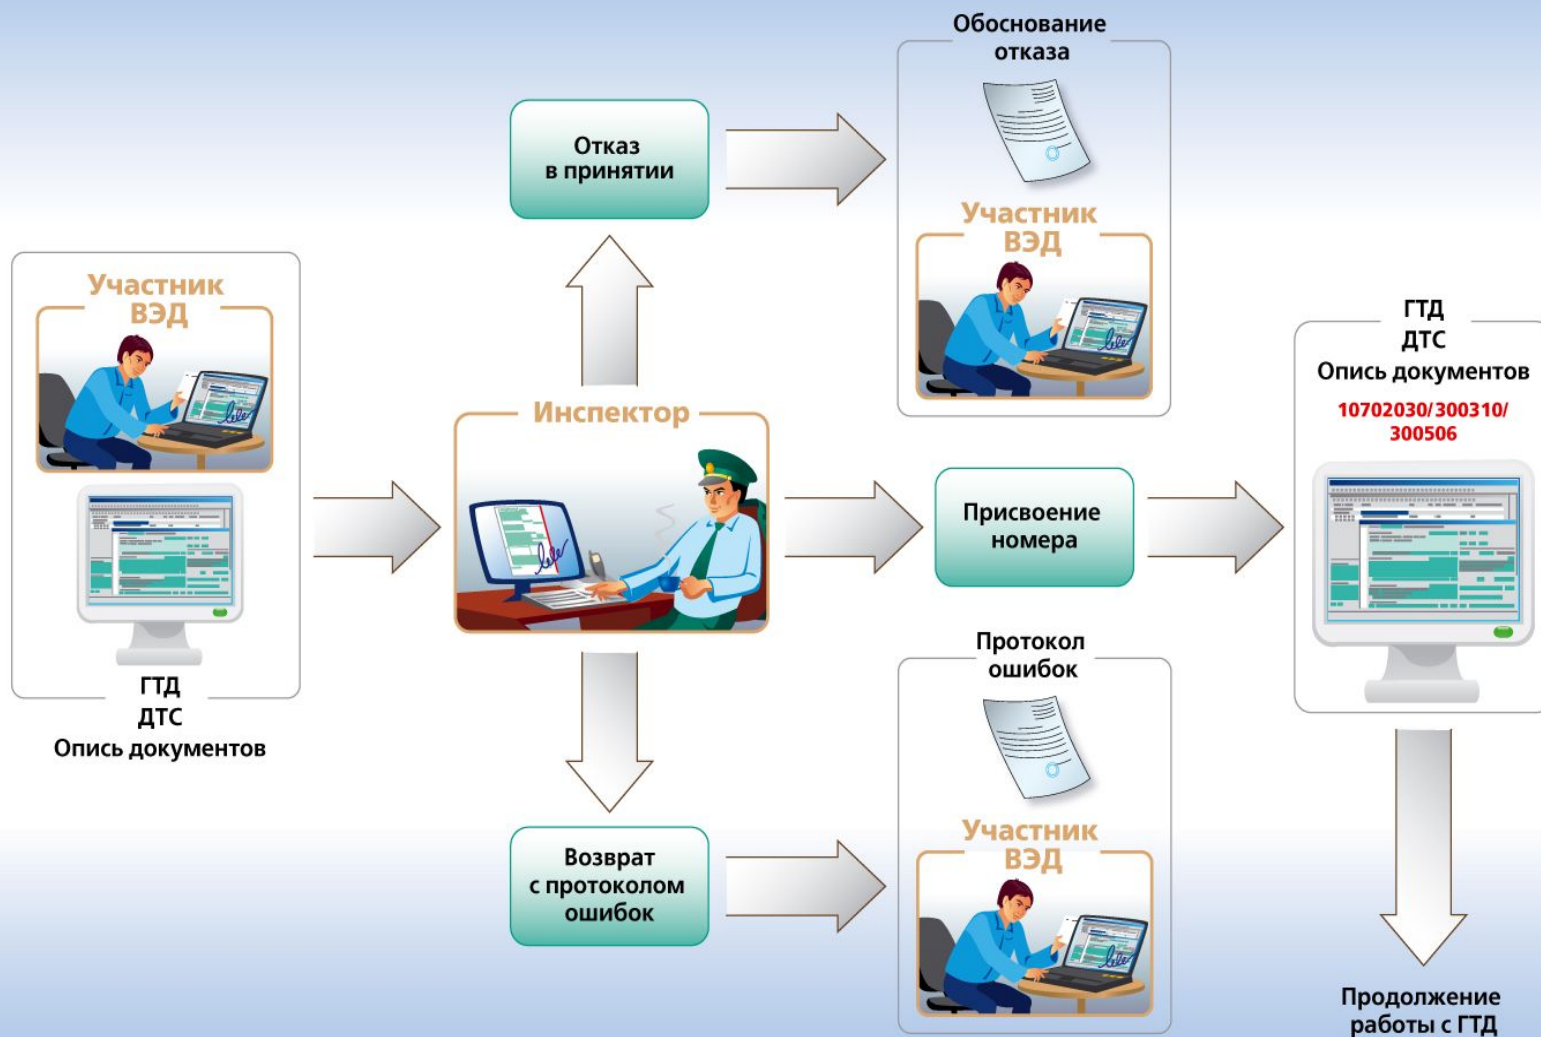 Обоснование
отказа
Отказ
в принятии
Участник
ВЭД
Участник
ВЭД
ГТД
ДТС
Опись документов
10702030/300310/
300506
Инспектор
Присвоение
номера
ГТД
ДТС
Опись документов
Протокол
ошибок
Возврат
с протоколом
ошибок
Участник
ВЭД
Продолжение
работы с ГТД